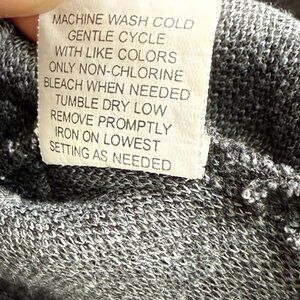 MACHINE WASH COLD
GENTLE CYCLE
WITH LIKE COLORS
ONLY NON-CHLORINE
BLEACH WHEN NEEDED
TUMBLE DRY LOW
REMOVE PROMPTLY
IRON ON LOWEST
SETTING AS NEEDED